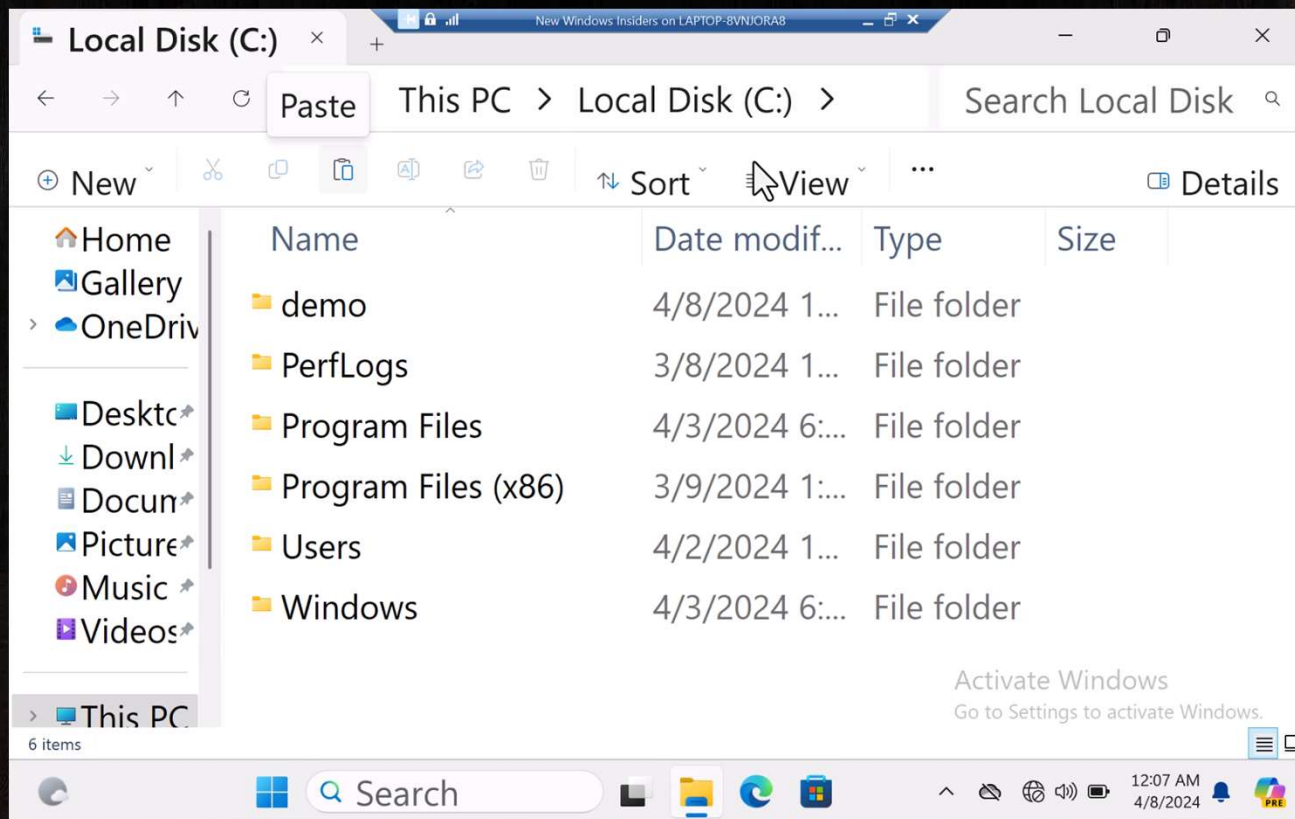 New Windows Insiders on LAPTOP-8VNJORA8
Local Disk (C:)
Paste
This PC > Local Disk (C:) >
Search Local Disk
New
Sort
View
...
Details
Home
Gallery
OneDriv
Deskto
Downl
Docum
Picture
Music
Videos
This PC
Name Date modif... Type Size
demo 4/8/2024 1... File folder
PerfLogs 3/8/2024 1... File folder
Program Files 4/3/2024 6:... File folder
Program Files (x86) 3/9/2024 1:... File folder
Users 4/2/2024 1... File folder
Windows 4/3/2024 6:... File folder
Activate Windows
Go to Settings to activate Windows.
6 items
Search
12:07 AM
4/8/2024
PRE